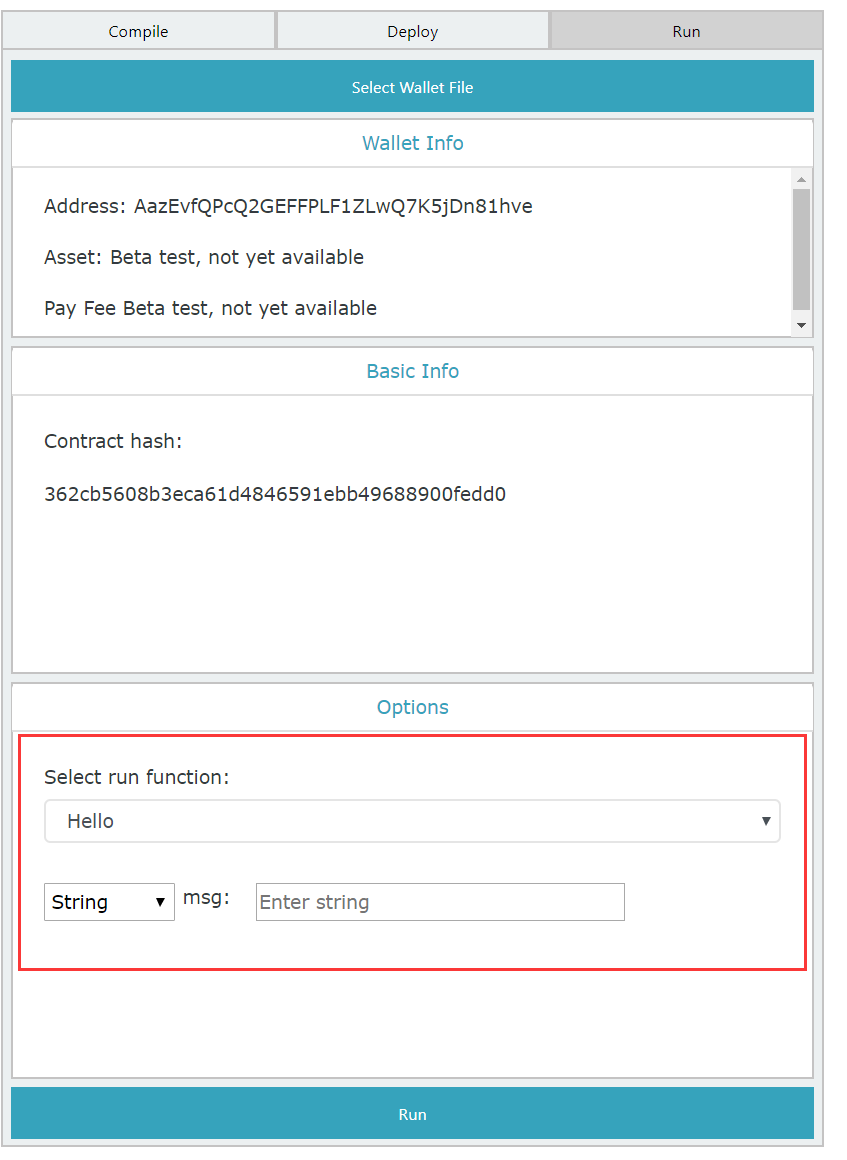 Compile Deploy Run
Select Wallet File
Wallet Info
Address: AazEvfQPcQ2GEFFPLF1ZLwQ7K5jDn81hve
Asset: Beta test, not yet available
Pay Fee Beta test, not yet available
Basic Info
Contract hash:
362cb5608b3eca61d4846591ebb49688900fedd0
Options
Select run function:
Hello
String msg: Enter string
Run